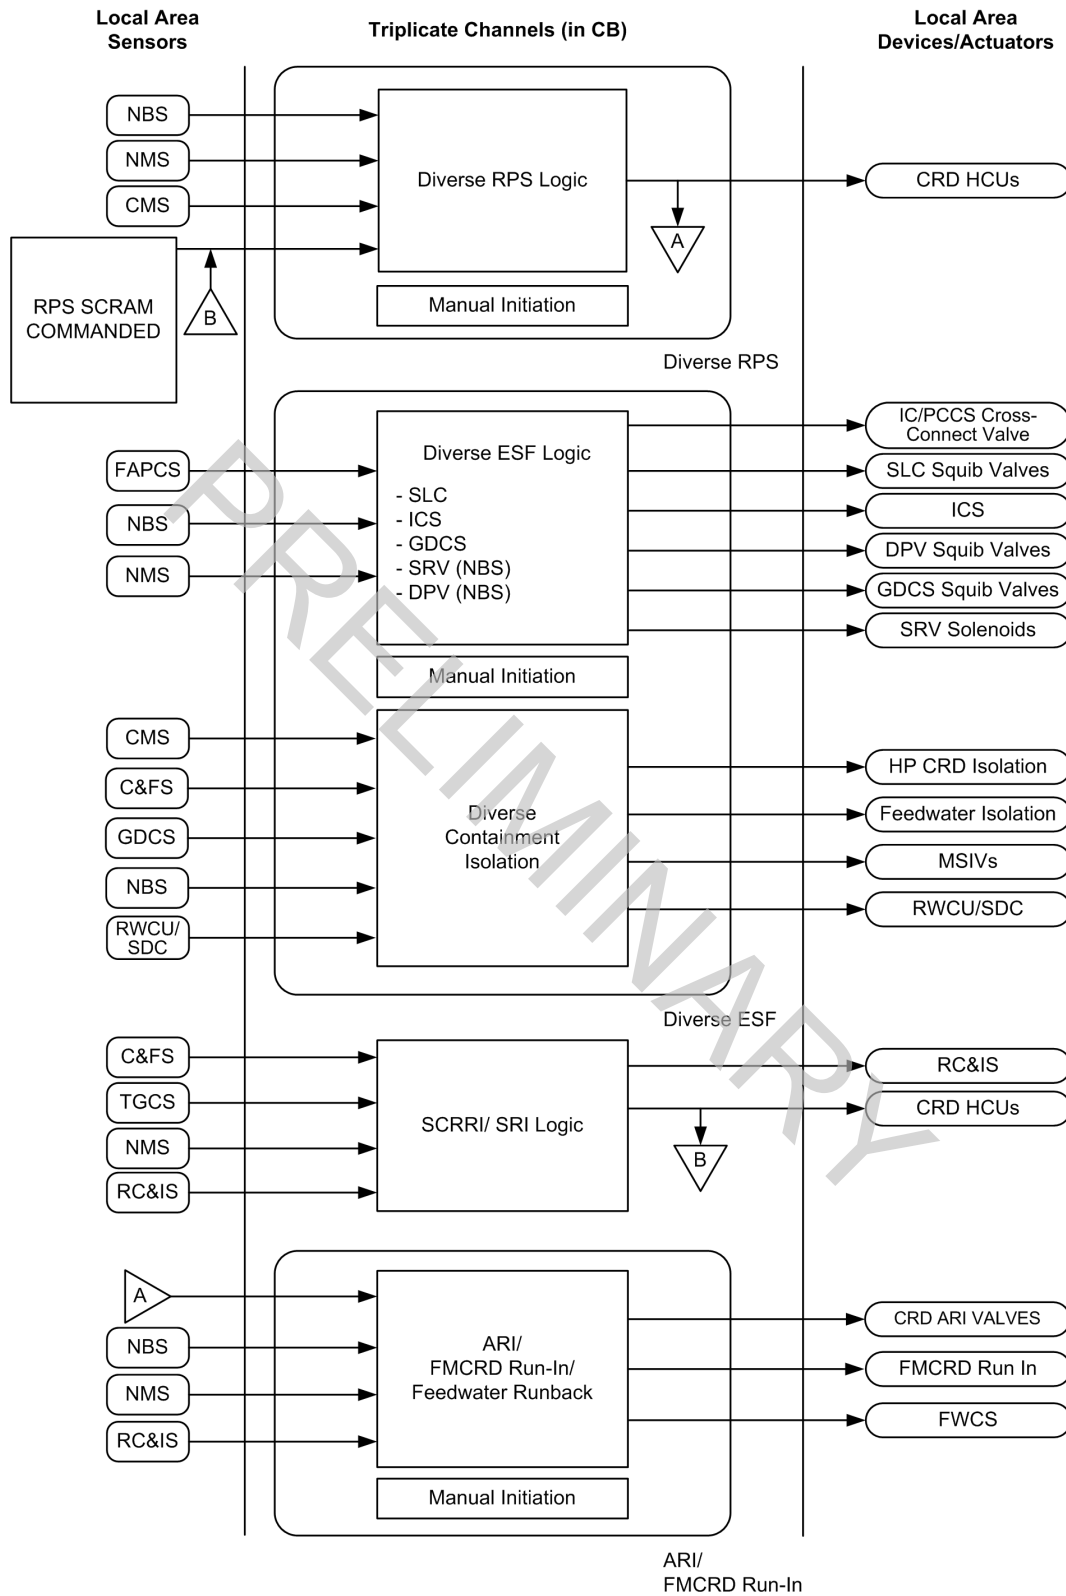 Local Area
Sensors
Triplicate Channels (in CB)
Local Area
Devices/Actuators
NBS
NMS
CMS
Diverse RPS Logic
CRD HCUs
A
RPS SCRAM
COMMANDED
B
Manual Initiation
Diverse RPS
FAPCS
NBS
NMS
Diverse ESF Logic
- SLC
- ICS
- GDCS
- SRV (NBS)
- DPV (NBS)
IC/PCCS Cross-
Connect Valve
SLC Squib Valves
ICS
DPV Squib Valves
GDCS Squib Valves
SRV Solenoids
Manual Initiation
CMS
C&FS
GDCS
NBS
RWCU/
SDC
Diverse
Containment
Isolation
HP CRD Isolation
Feedwater Isolation
MSIVs
RWCU/SDC
Diverse ESF
C&FS
TGCS
NMS
RC&IS
SCRRI/ SRI Logic
RC&IS
CRD HCUs
B
A
NBS
NMS
RC&IS
ARI/
FMCRD Run-In/
Feedwater Runback
CRD ARI VALVES
FMCRD Run In
FWCS
Manual Initiation
ARI/
FMCRD Run-In
PRELIMINARY